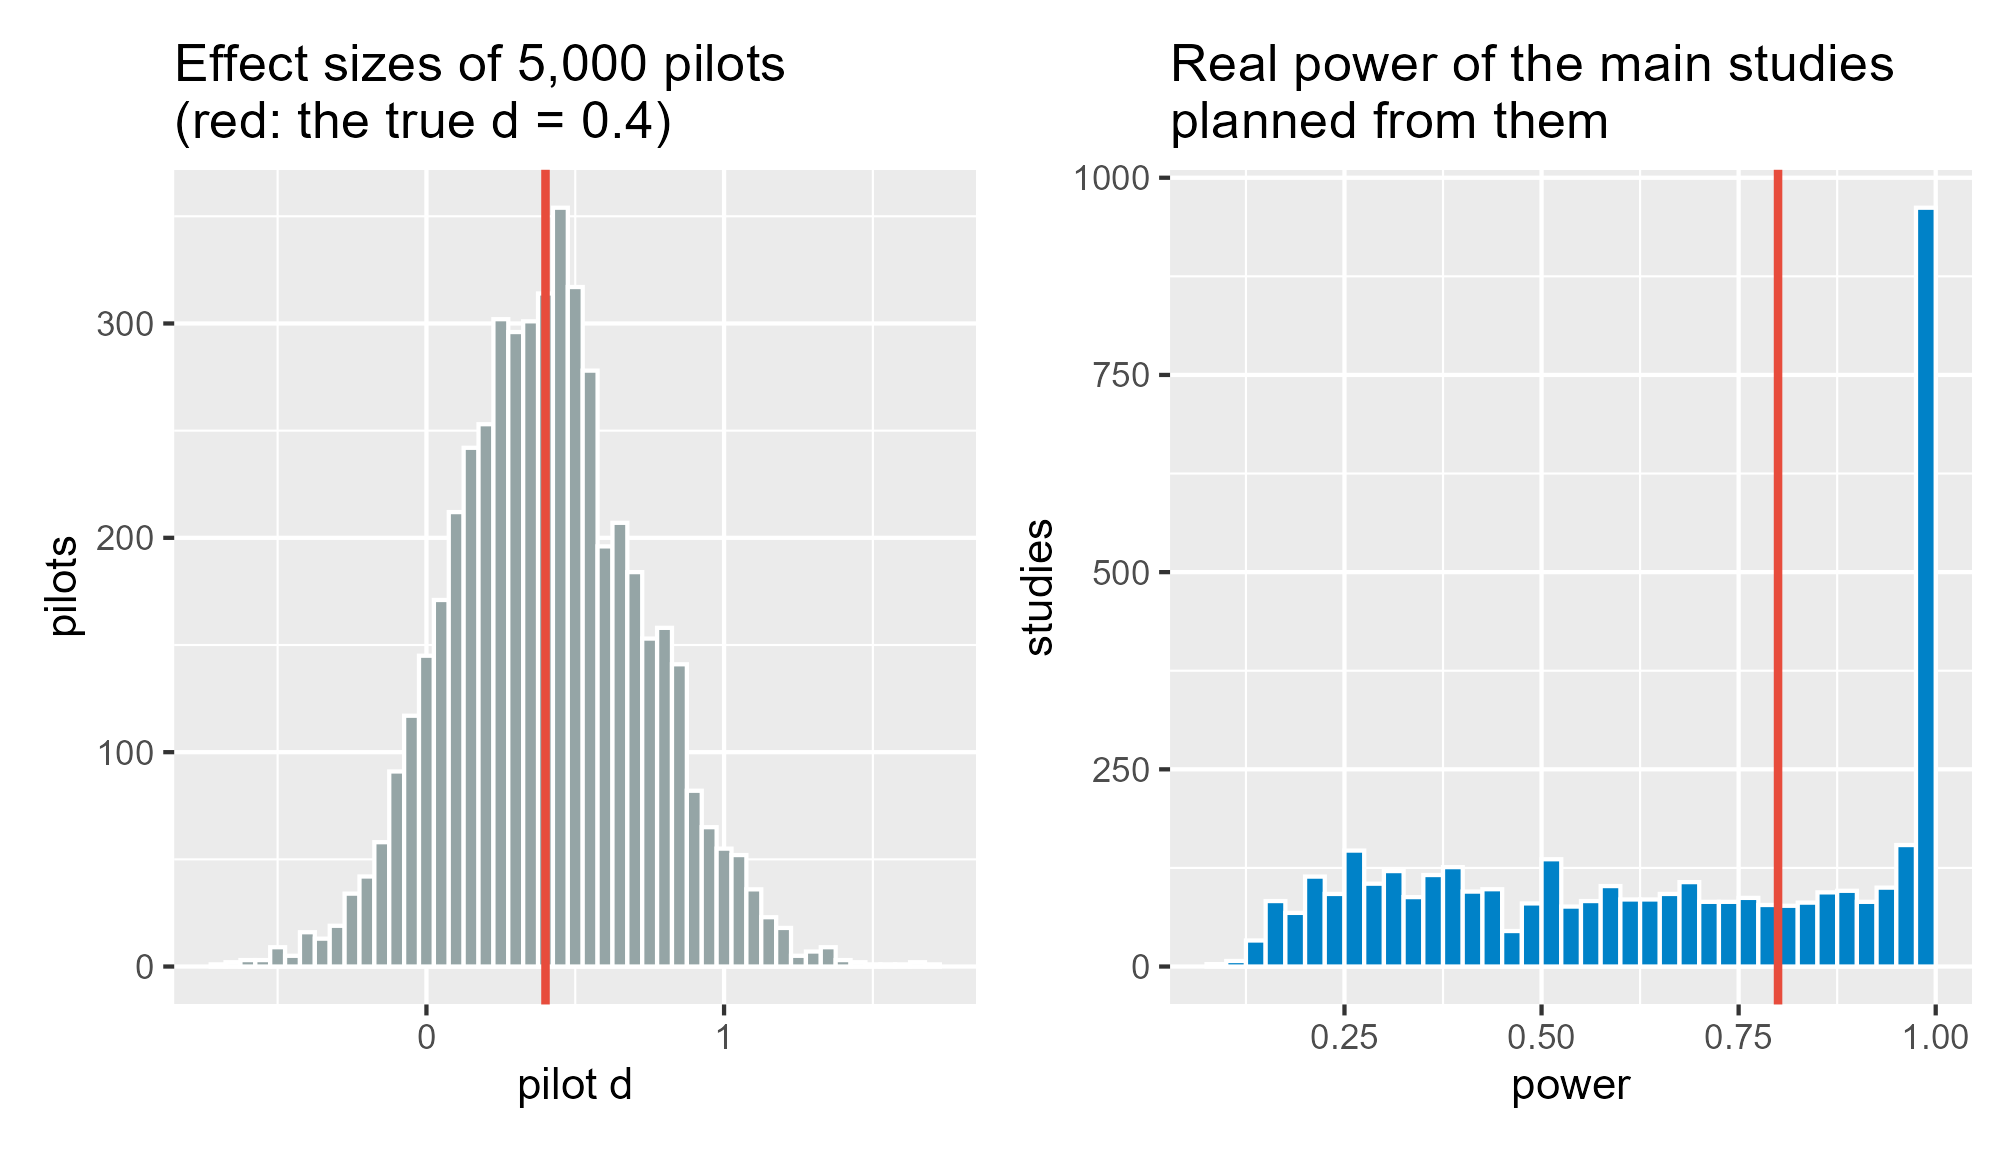 Effect sizes of 5,000 pilots
(red: the true d = 0.4)
300
200
100
0
pilots
0
1
pilot d
Real power of the main studies
planned from them
1000
750
500
250
0
studies
0.25
0.50
0.75
1.00
power